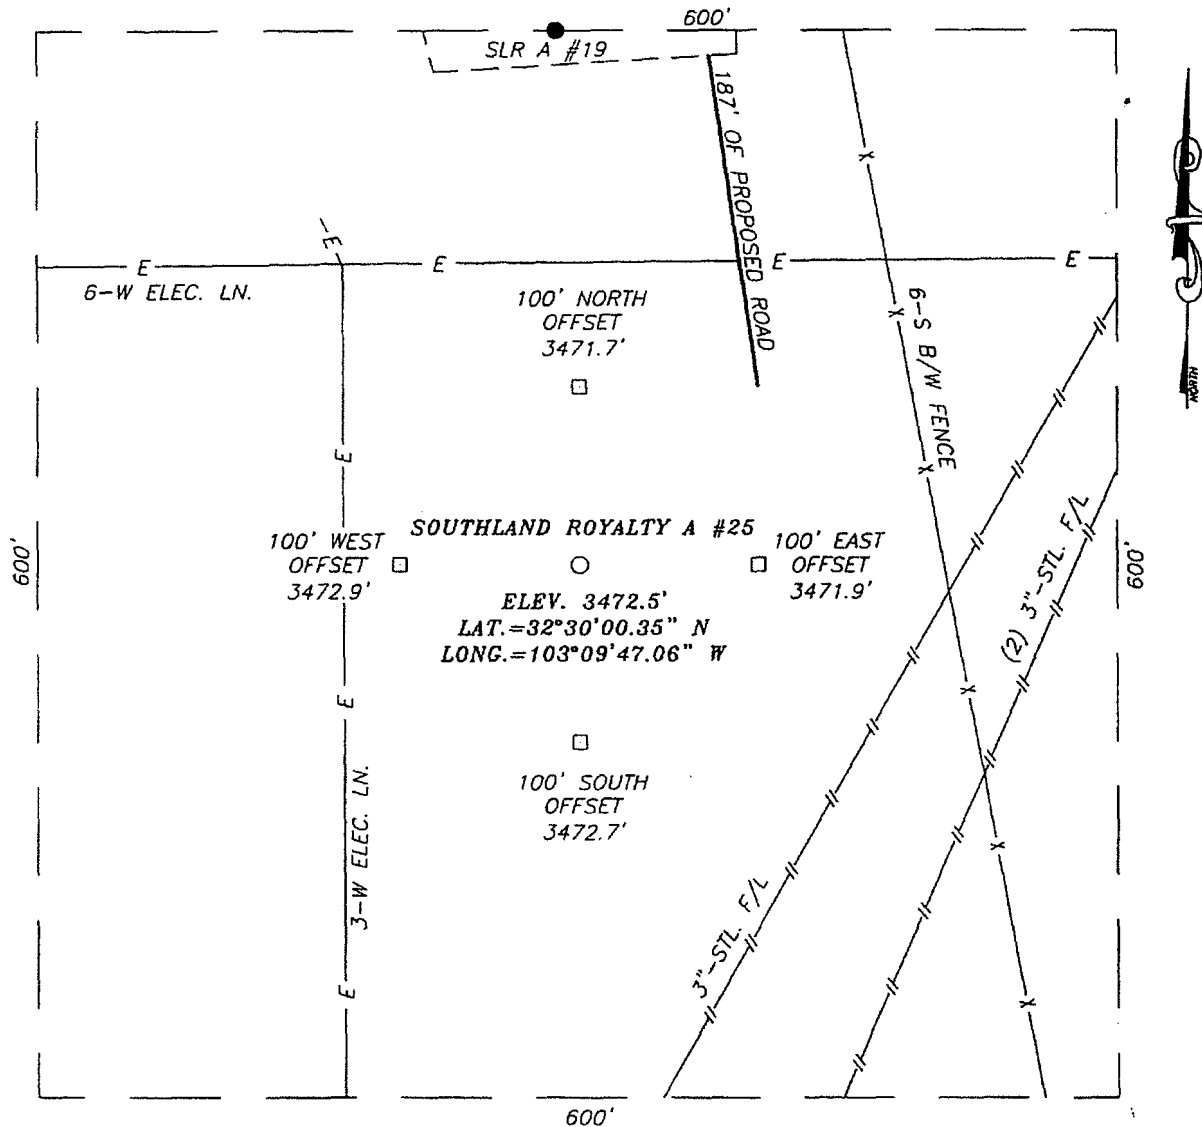 600'
SLR A #19
187' OF PROPOSED ROAD
NORTH
E
E
E
E
E
6-W ELEC. LN.
100' NORTH
OFFSET
3471.7'
6-S B/W FENCE
E
600'
SOUTHLAND ROYALTY A #25
100' WEST
OFFSET
3472.9'
100' EAST
OFFSET
3471.9'
600'
ELEV. 3472.5'
LAT.=32°30'00.35" N
LONG.=103°09'47.06" W
(2) 3"-STL. F/L
E
100' SOUTH
OFFSET
3472.7'
3-W ELEC. LN.
3"-STL. F/L
E
600'